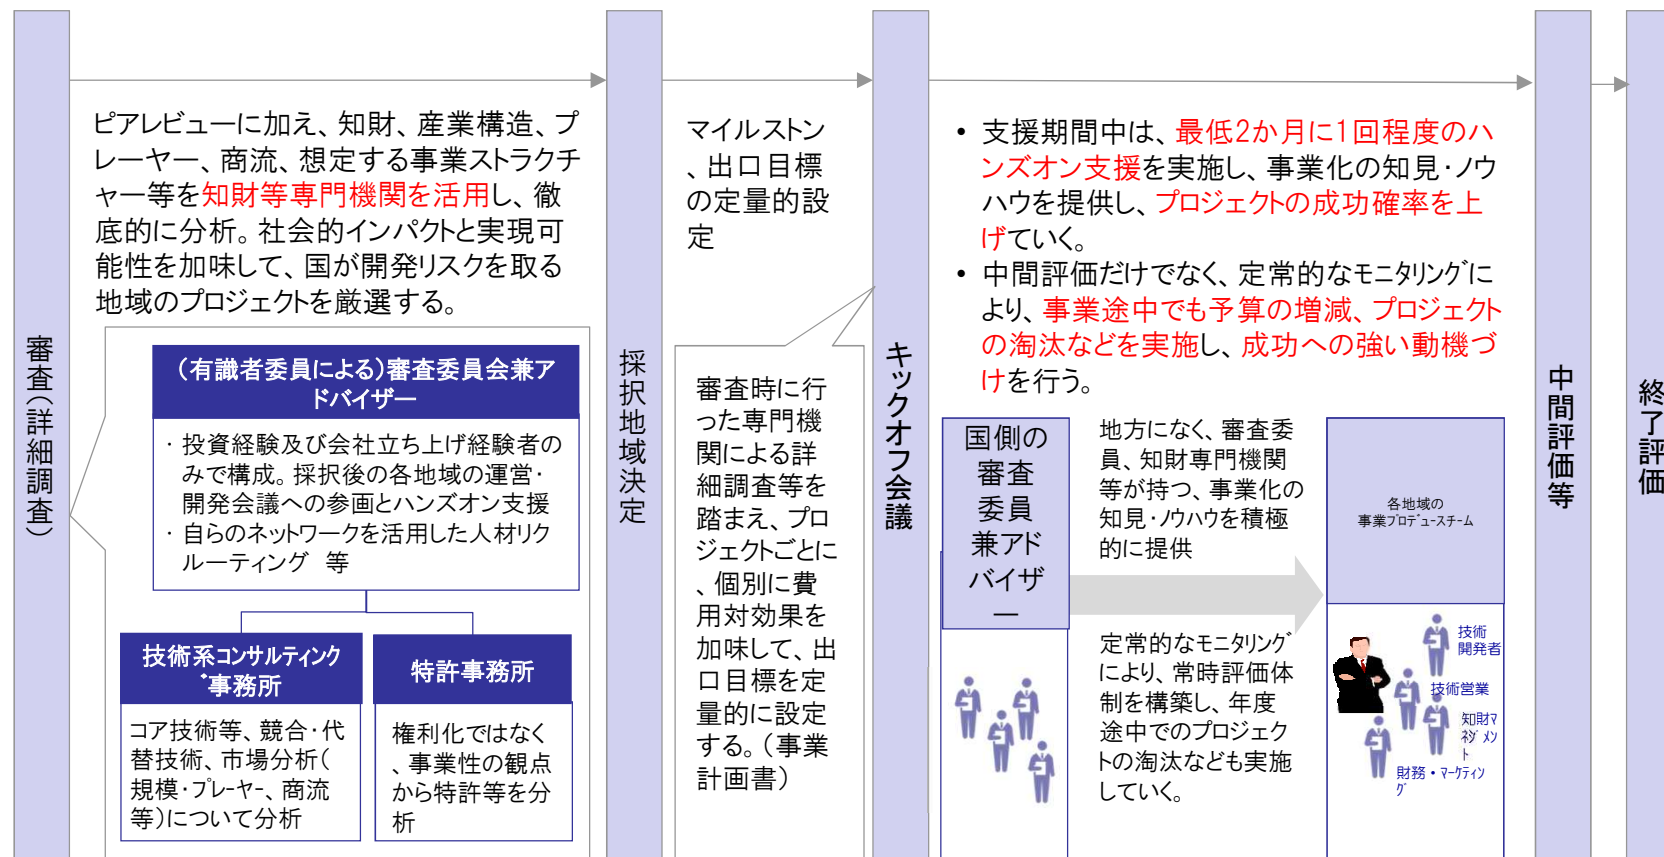 審査（詳細調査）
ピアレビューに加え、知財、産業構造、プ
レーヤー、商流、想定する事業ストラクチ
ャー等を知財等専門機関を活用し、徹
底的に分析。社会的インパクトと実現可
能性を加味して、国が開発リスクを取る
地域のプロジェクトを厳選する。
（有識者委員による）審査委員会兼ア
ドバイザー
・投資経験及び会社立ち上げ経験者の
みで構成。採択後の各地域の運営・
開発会議への参画とハンズオン支援
・自らのネットワークを活用した人材リク
ルーティング　等
技術系コンサルティング
事務所
コア技術等、競合・代
替技術、市場分析（
規模・プレーヤー、商流
等）について分析
特許事務所
権利化ではなく
、事業性の観点
から特許等を分
析
採択地域決定
マイルストン
、出口目標
の定量的設
定
審査時に行
った専門機
関による詳
細調査等を
踏まえ、プロ
ジェクトごとに
、個別に費
用対効果を
加味して、出
口目標を定
量的に設定
する。（事業
計画書）
キックオフ会議
• 支援期間中は、最低2か月に1回程度のハ
ンズオン支援を実施し、事業化の知見・ノウ
ハウを提供し、プロジェクトの成功確率を上
げていく。
• 中間評価だけでなく、定常的なモニタリングに
より、事業途中でも予算の増減、プロジェクト
の淘汰などを実施し、成功への強い動機づ
けを行う。
国側の
審査
委員
兼アド
バイザ
ー
地方になく、審査委
員、知財専門機関
等が持つ、事業化の
知見・ノウハウを積極
的に提供
定常的なモニタリング
により、常時評価体
制を構築し、年度
途中でのプロジェク
トの淘汰なども実施
していく。
各地域の
事業プロデュースチーム
技術
開発者
技術営業
知財マ
ネジメン
ト
財務・マーケティン
グ
中間評価等
終了評価